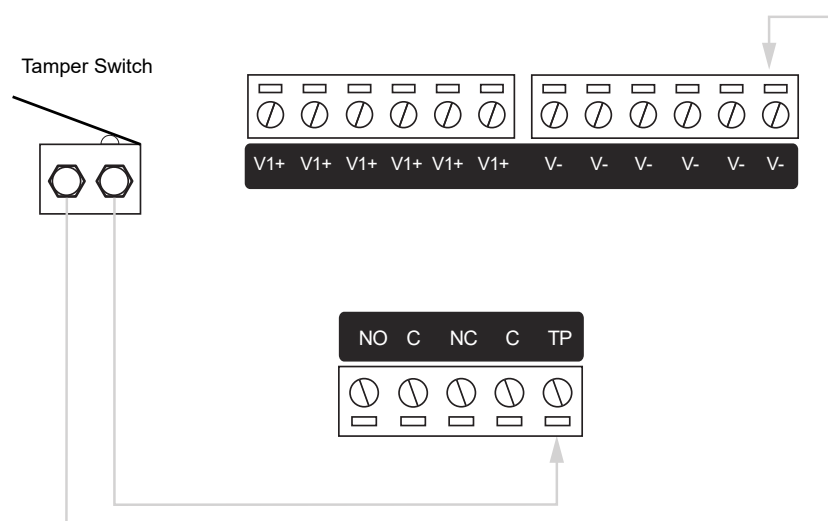 Tamper Switch
V1+ V1+ V1+ V1+ V1+ V1+ V- V- V- V- V- V-
NO C NC C TP